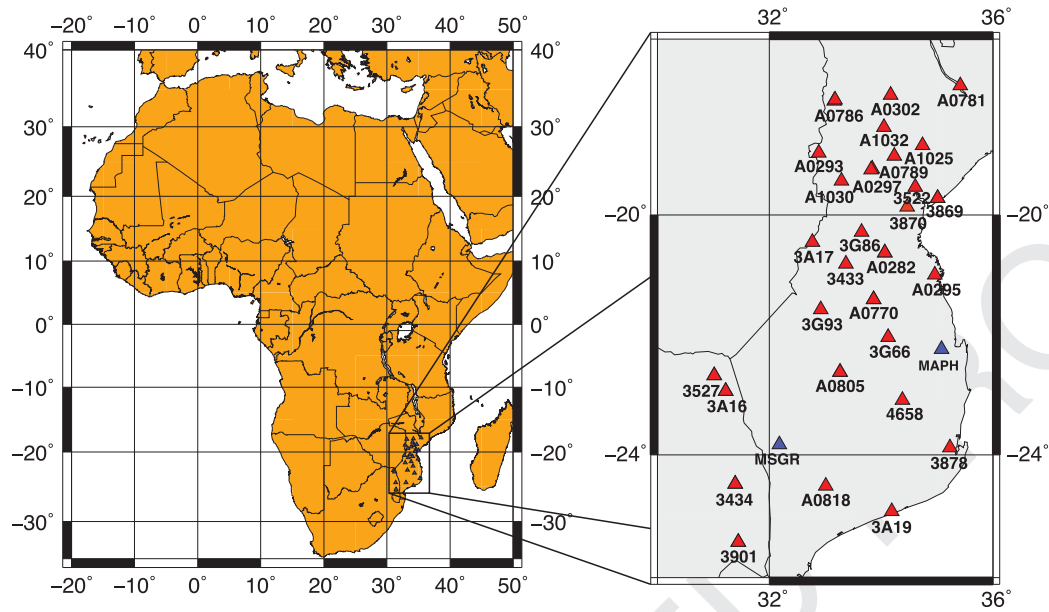 −20˚ −10˚ 0˚ 10˚ 20˚ 30˚ 40˚ 50˚
32˚ 36˚
40˚ 40˚
30˚ 30˚
20˚ 20˚
10˚ 10˚
0˚ 0˚
−10˚ −10˚
−20˚ −20˚
−30˚ −30˚
−20 −10 0 10 20 30 40 50
A0781
A0302
A0786
A1032
A1025
A0293
A0789
A0297
A1030
3522
3869
−20˚ −20˚
3870
3G86
3A17
A0282
3433
A0295
A0770
3G93
3G66
MAPH
A0805
3527
3A16
4658
−24˚ −24˚
MSGR
3878
3434
A0818
3A19
3901
32˚ 36˚